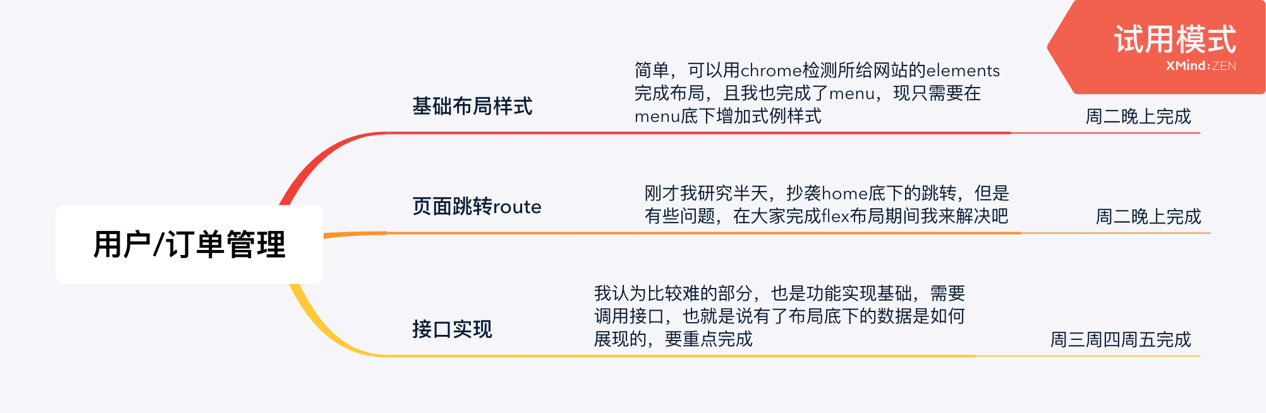 试用模式
XMind:ZEN
用户/订单管理
基础布局样式
简单，可以用chrome检测所给网站的elements
完成布局，且我也完成了menu，现只需要在
menu底下增加式例样式
周二晚上完成
页面跳转route
刚才我研究半天，抄袭home底下的跳转，但是
有些问题，在大家完成flex布局期间我来解决吧
周二晚上完成
接口实现
我认为比较难的部分，也是功能实现基础，需要
调用接口，也就是说有了布局底下的数据是如何
展现的，要重点完成
周三周四周五完成